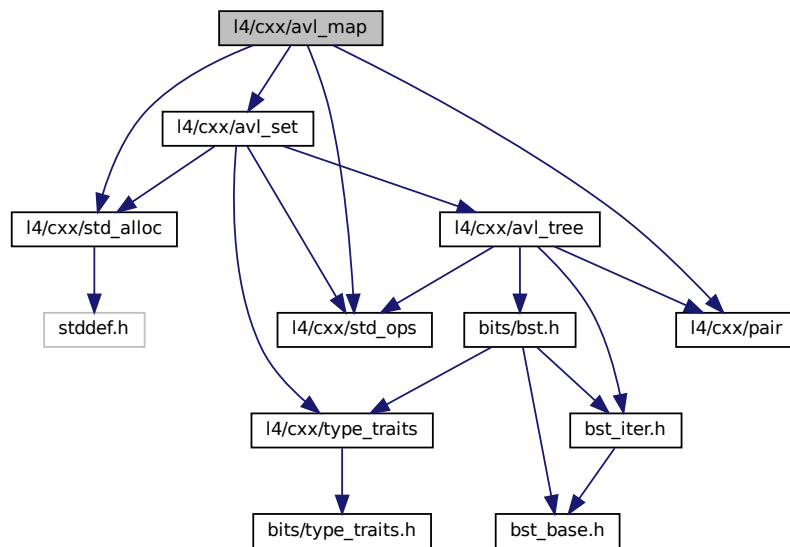 l4/cxx/avl_map
l4/cxx/avl_set
l4/cxx/std_alloc
l4/cxx/avl_tree
stddef.h
l4/cxx/std_ops
bits/bst.h
l4/cxx/pair
l4/cxx/type_traits
bst_iter.h
bits/type_traits.h
bst_base.h